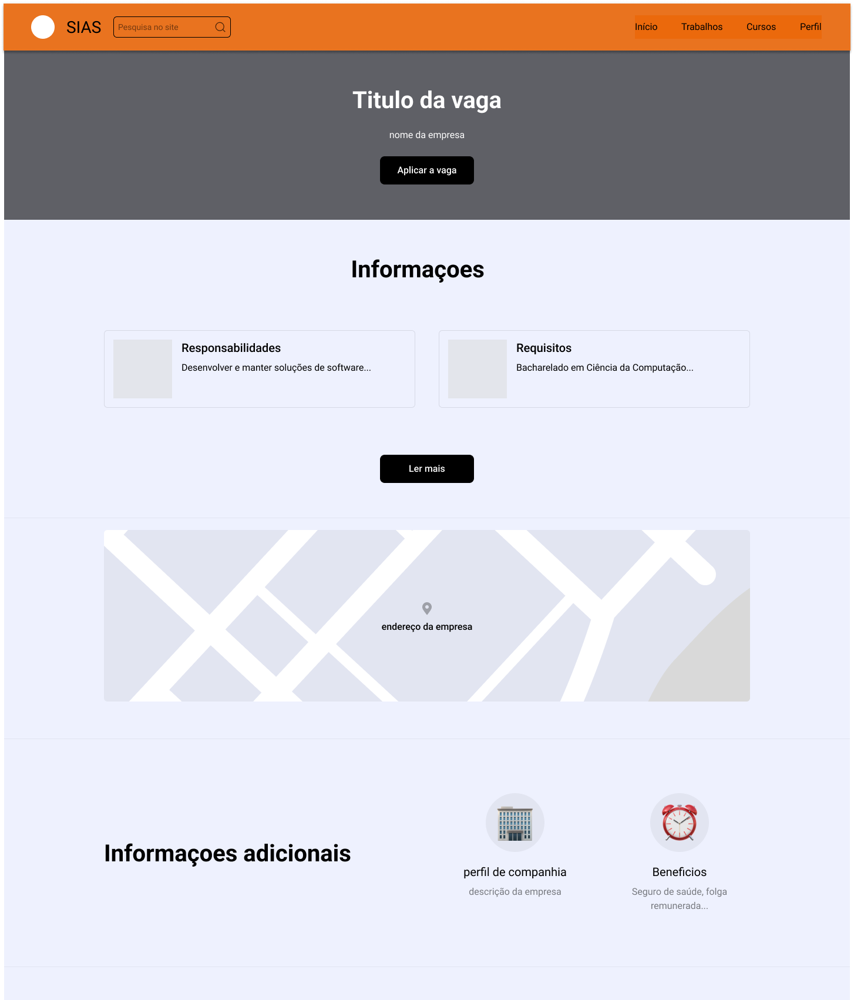 SIAS
Pesquisa no site
Início
Trabalhos
Cursos
Perfil
Titulo da vaga
nome da empresa
Aplicar a vaga
Informaçoes
Responsabilidades
Desenvolver e manter soluções de software...
Requisitos
Bacharelado em Ciência da Computação...
Ler mais
endereço da empresa
Informaçoes adicionais
perfil de companhia
descrição da empresa
Beneficios
Seguro de saúde, folga
remunerada...